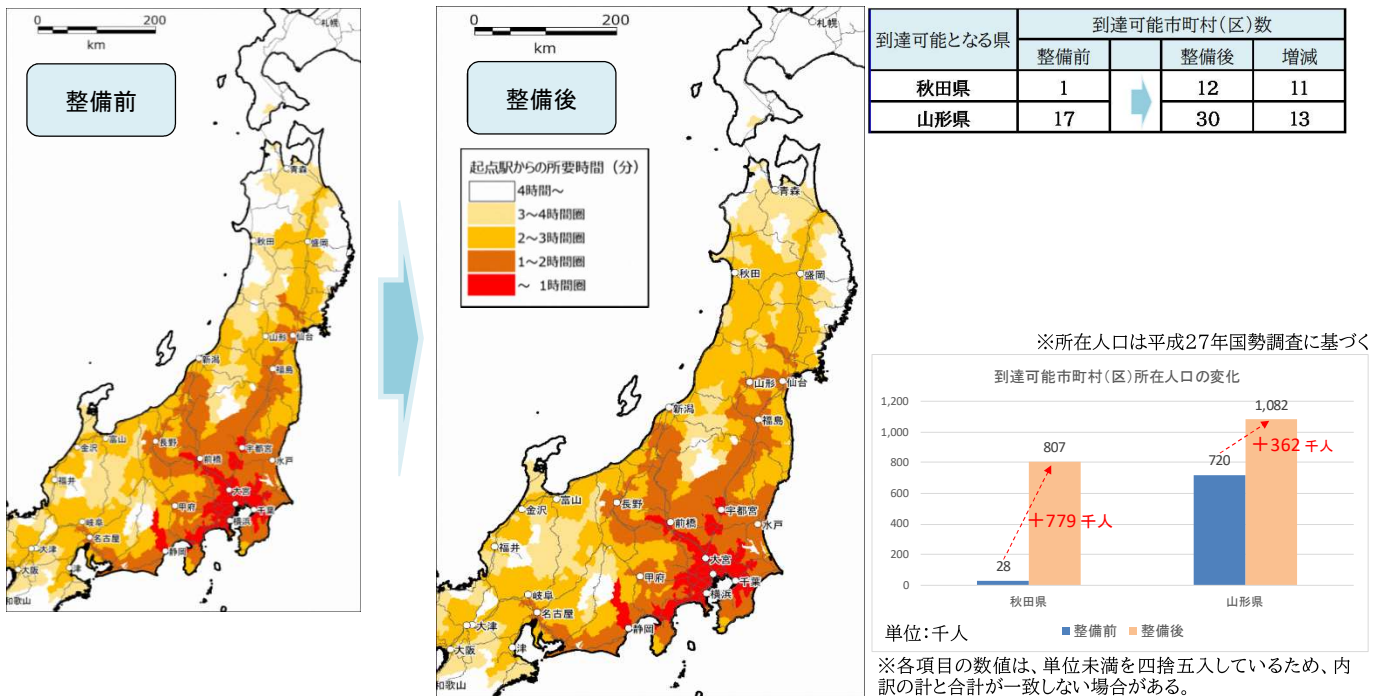 0
200
km
札幌
整備前
青森
秋田
盛岡
山形
仙台
新潟
福島
富山
金沢
長野
宇都宮
前橋
水戸
福井
大宮
甲府
千葉
岐阜
横浜
名古屋
静岡
大津
大阪
津
和歌山
0
200
km
札幌
整備後
起点駅からの所要時間（分）
4時間～
3～4時間圏
2～3時間圏
1～2時間圏
～ 1時間圏
青森
秋田
盛岡
山形
仙台
新潟
福島
富山
長野
金沢
宇都宮
前橋
水戸
福井
大宮
甲府
千葉
岐阜
横浜
名古屋
静岡
大津
大阪
津
和歌山
到達可能となる県 到達可能市町村（区）数
整備前 整備後 増減
秋田県 1 12 11
山形県 17 30 13
※所在人口は平成27年国勢調査に基づく
到達可能市町村（区）所在人口の変化
1,200
1,000
800
600
400
200
0
28
807
＋779 千人
720
1,082
＋362 千人
秋田県
山形県
単位：千人
整備前 整備後
※各項目の数値は、単位未満を四捨五入しているため、内
訳の計と合計が一致しない場合がある。